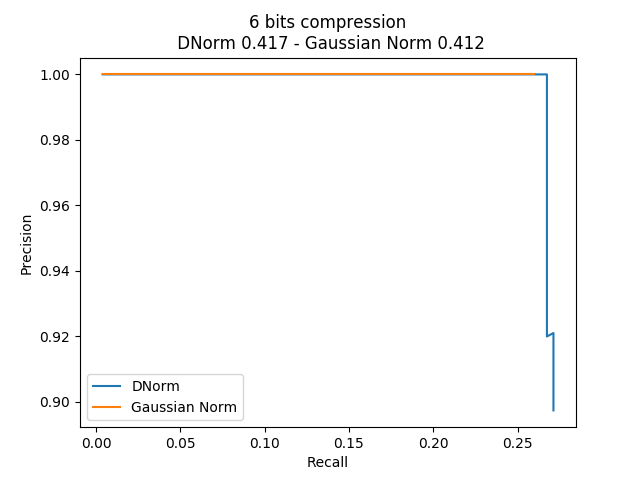 6 bits compression
DNorm 0.417 - Gaussian Norm 0.412
1.00
0.98
0.96
0.94
0.92
0.90
Precision
DNorm
Gaussian Norm
0.00
0.05
0.10
0.15
0.20
0.25
Recall